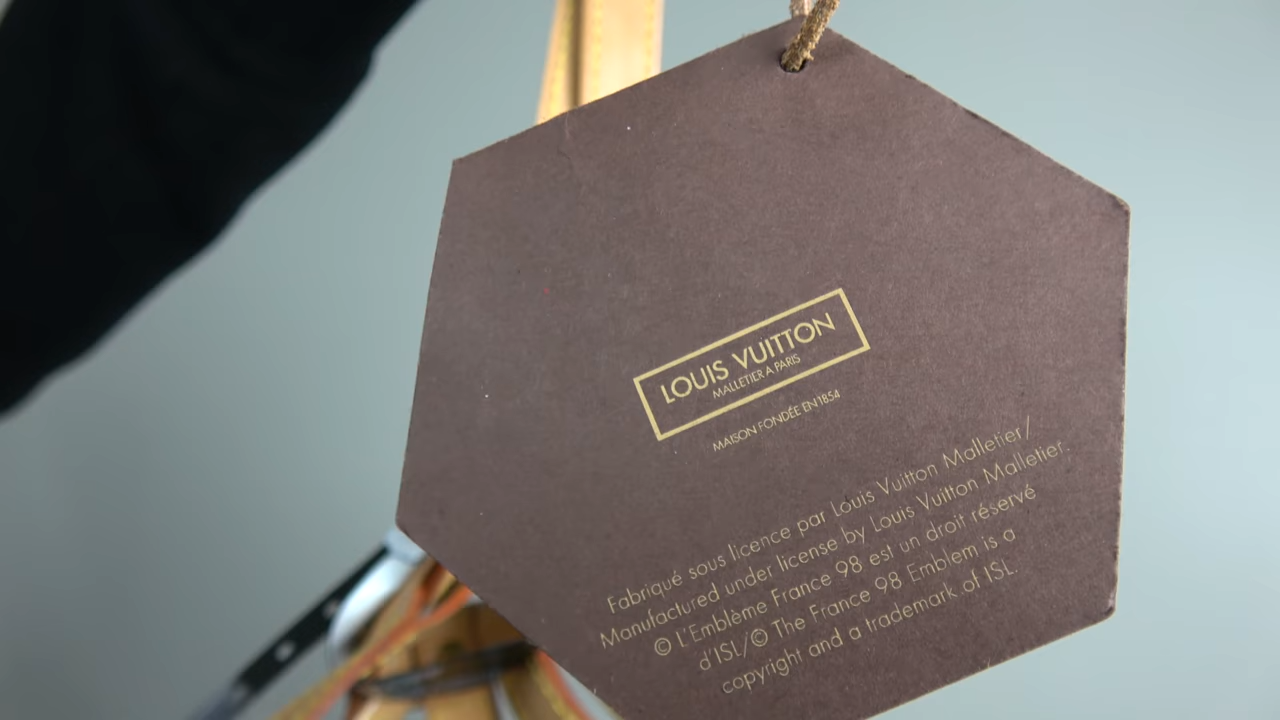 LOUIS VUITTON
MALLETIER A PARIS
MAISON FONDÉE EN 1854
Fabriqué sous licence par Louis Vuitton Malletier/
Manufactured under license by Louis Vuitton Malletier.
© L'Emblème France 98 est un droit réservé
d'ISL/© The France 98 Emblem is a
copyright and a trademark of ISL.